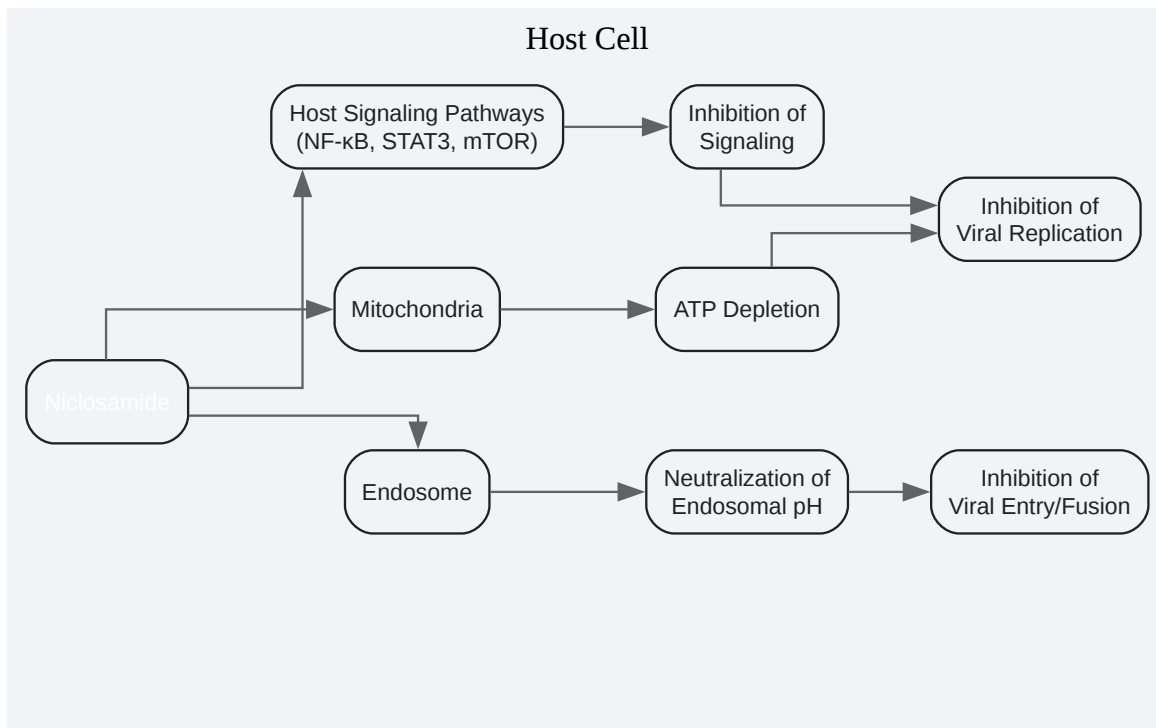 Host Cell
Host Signaling Pathways
(NF-κB, STAT3, mTOR)
Inhibition of
Signaling
Inhibition of
Viral Replication
Mitochondria
ATP Depletion
Niclosamide
Endosome
Neutralization of
Endosomal pH
Inhibition of
Viral Entry/Fusion